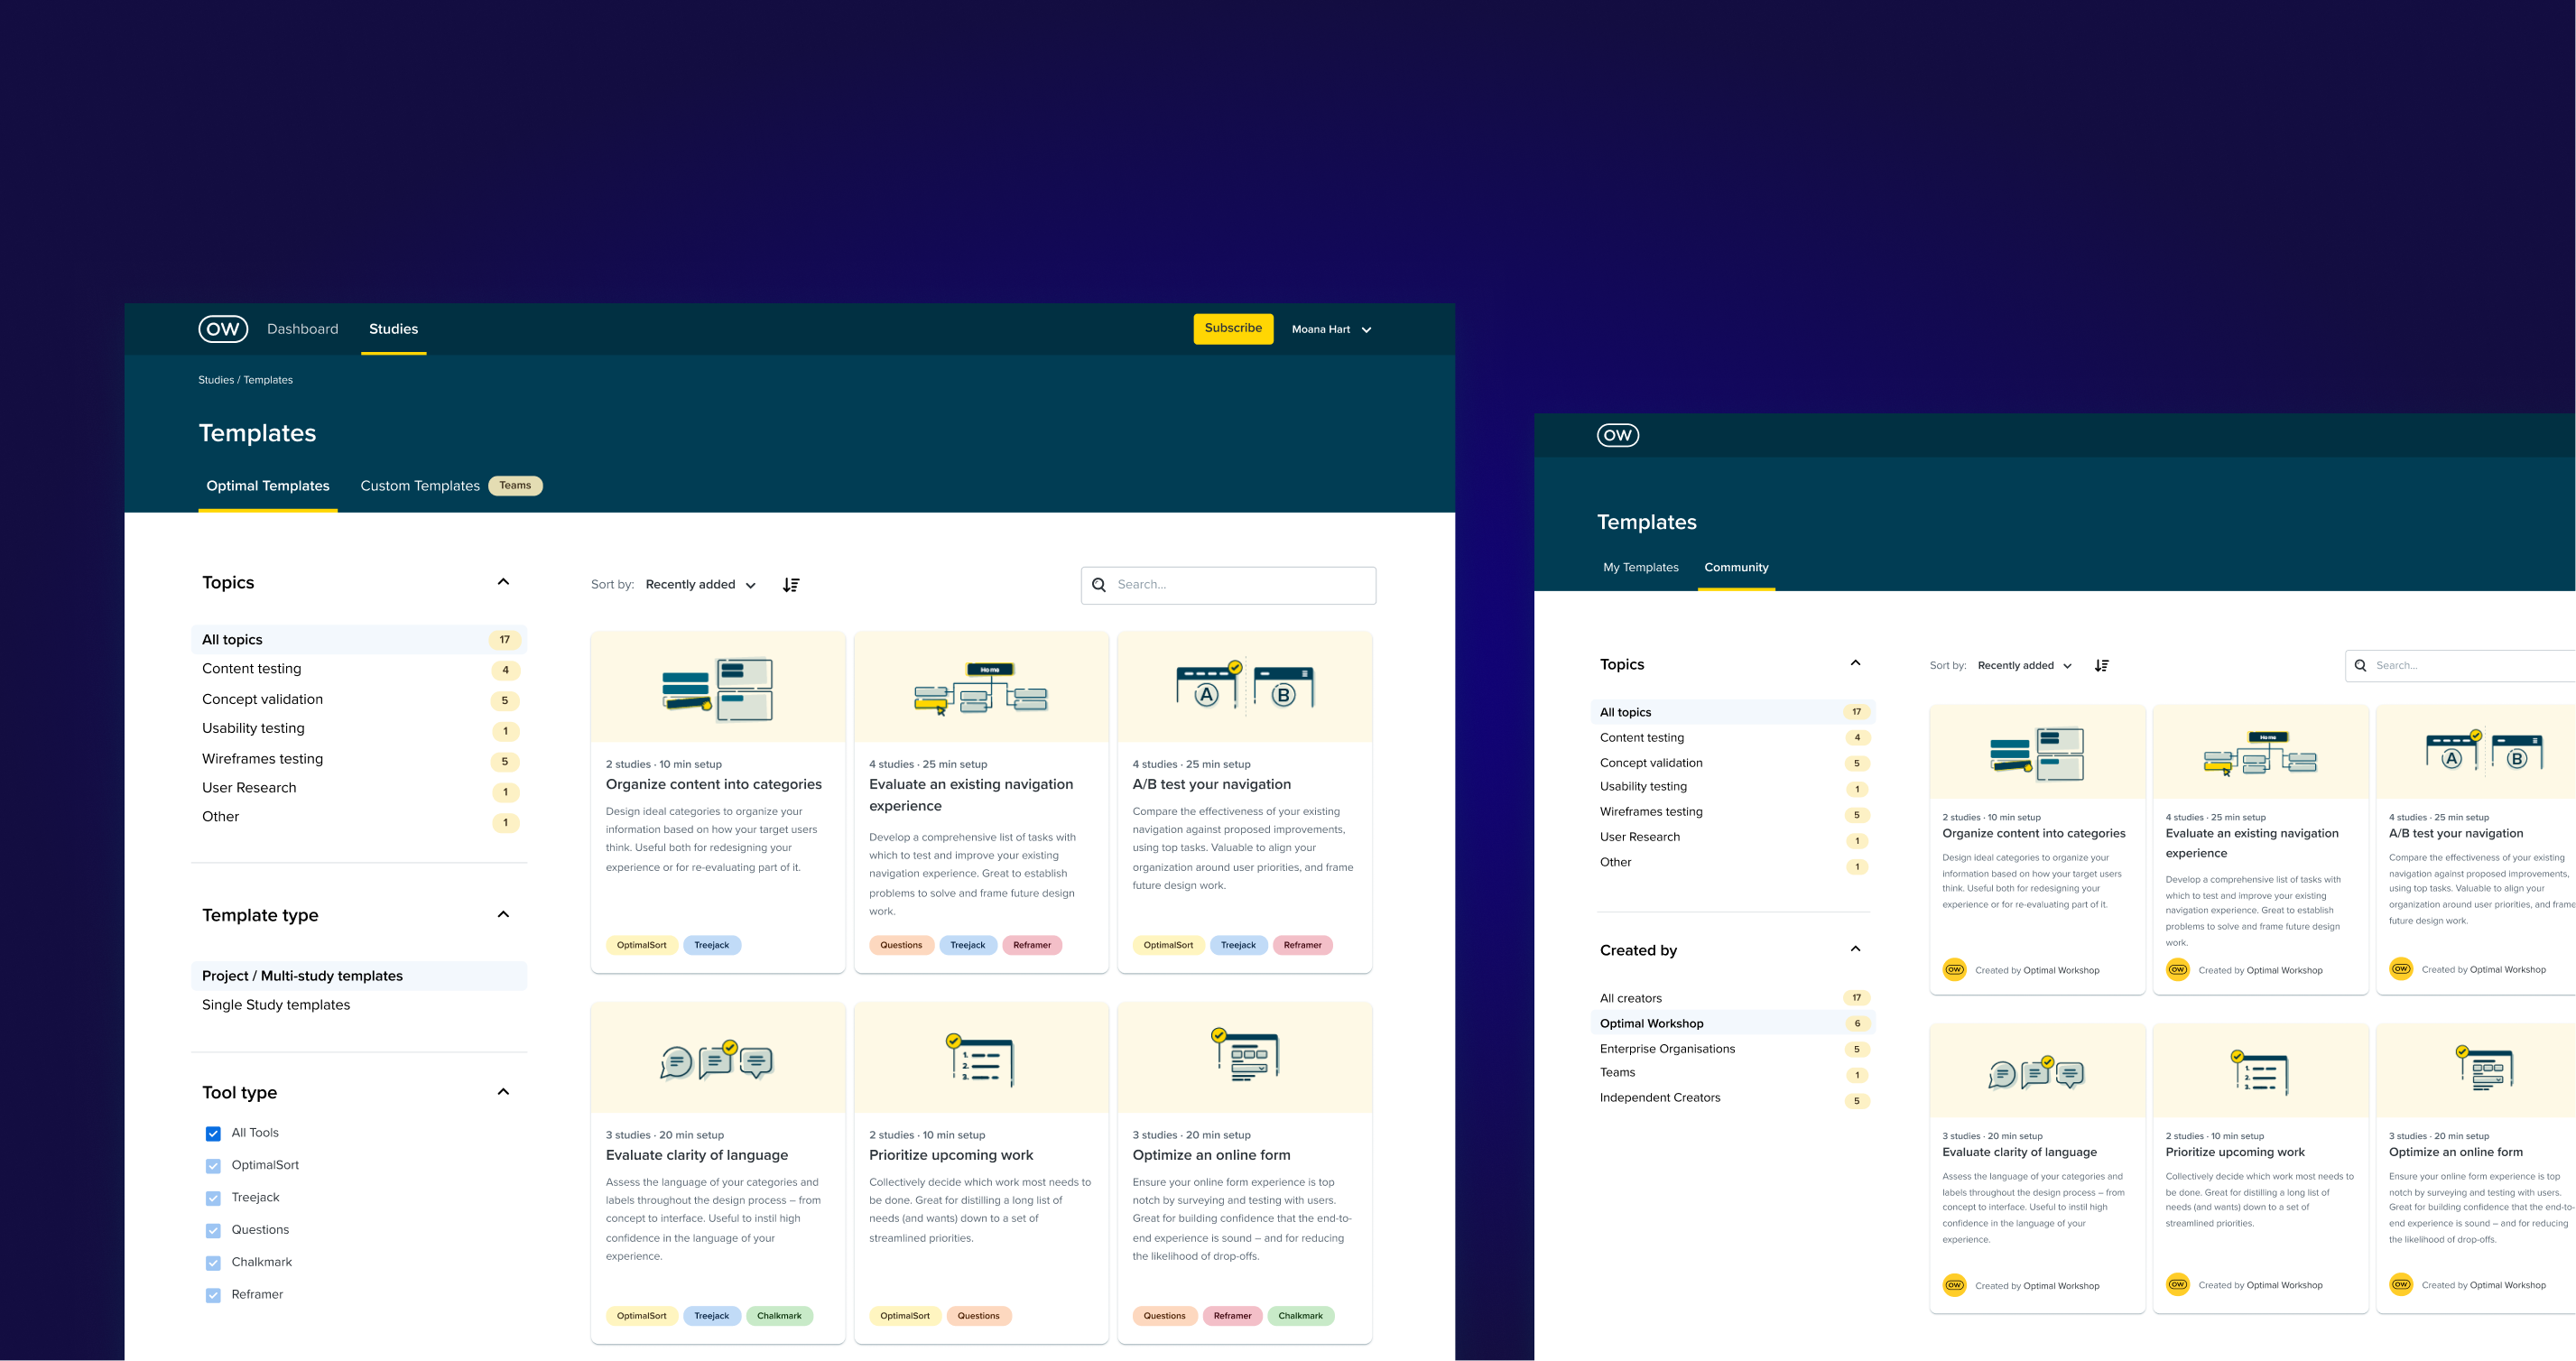 OW
Dashboard
Studies
Subscribe
Moana Hart
Studies / Templates
Templates
Optimal Templates
Custom Templates
Teams
Topics
All topics 17
Content testing 4
Concept validation 5
Usability testing 1
Wireframes testing 5
User Research 1
Other 1
Template type
Project / Multi-study templates
Single Study templates
Tool type
All Tools
OptimalSort
Treejack
Questions
Chalkmark
Reframer
Sort by: Recently added
Search...
2 studies · 10 min setup
Organize content into categories
Design ideal categories to organize your
information based on how your target users
think. Useful both for redesigning your
experience or for re-evaluating part of it.
OptimalSort Treejack
Home
4 studies · 25 min setup
Evaluate an existing navigation
experience
Develop a comprehensive list of tasks with
which to test and improve your existing
navigation experience. Great to establish
problems to solve and frame future design
work.
Questions Treejack Reframer
A B
4 studies · 25 min setup
A/B test your navigation
Compare the effectiveness of your existing
navigation against proposed improvements,
using top tasks. Valuable to align your
organization around user priorities, and frame
future design work.
OptimalSort Treejack Reframer
3 studies · 20 min setup
Evaluate clarity of language
Assess the language of your categories and
labels throughout the design process – from
concept to interface. Useful to instil high
confidence in the language of your
experience.
OptimalSort Treejack Chalkmark
1.
2.
3.
2 studies · 10 min setup
Prioritize upcoming work
Collectively decide which work most needs to
be done. Great for distilling a long list of
needs (and wants) down to a set of
streamlined priorities.
OptimalSort Questions
3 studies · 20 min setup
Optimize an online form
Ensure your online form experience is top
notch by surveying and testing with users.
Great for building confidence that the end-to-
end experience is sound – and for reducing
the likelihood of drop-offs.
Questions Reframer Chalkmark
OW
Templates
My Templates
Community
Topics
All topics 17
Content testing 4
Concept validation 5
Usability testing 1
Wireframes testing 5
User Research 1
Other 1
Created by
All creators 17
Optimal Workshop 6
Enterprise Organisations 5
Teams 1
Independent Creators 5
Sort by: Recently added
Search...
2 studies · 10 min setup
Organize content into categories
Design ideal categories to organize your
information based on how your target users
think. Useful both for redesigning your
experience or for re-evaluating part of it.
OW Created by Optimal Workshop
Home
4 studies · 25 min setup
Evaluate an existing navigation
experience
Develop a comprehensive list of tasks with
which to test and improve your existing
navigation experience. Great to establish
problems to solve and frame future design
work.
OW Created by Optimal Workshop
A B
4 studies · 25 min setup
A/B test your navigation
Compare the effectiveness of your existing
navigation against proposed improvements,
using top tasks. Valuable to align your
organization around user priorities, and frame
future design work.
OW Created by Optimal Workshop
3 studies · 20 min setup
Evaluate clarity of language
Assess the language of your categories and
labels throughout the design process – from
concept to interface. Useful to instil high
confidence in the language of your
experience.
OW Created by Optimal Workshop
1.
2.
3.
2 studies · 10 min setup
Prioritize upcoming work
Collectively decide which work most needs to
be done. Great for distilling a long list of
needs (and wants) down to a set of
streamlined priorities.
OW Created by Optimal Workshop
3 studies · 20 min setup
Optimize an online form
Ensure your online form experience is top
notch by surveying and testing with users.
Great for building confidence that the end-to-
end experience is sound – and for reducing
the likelihood of drop-offs.
OW Created by Optimal Workshop